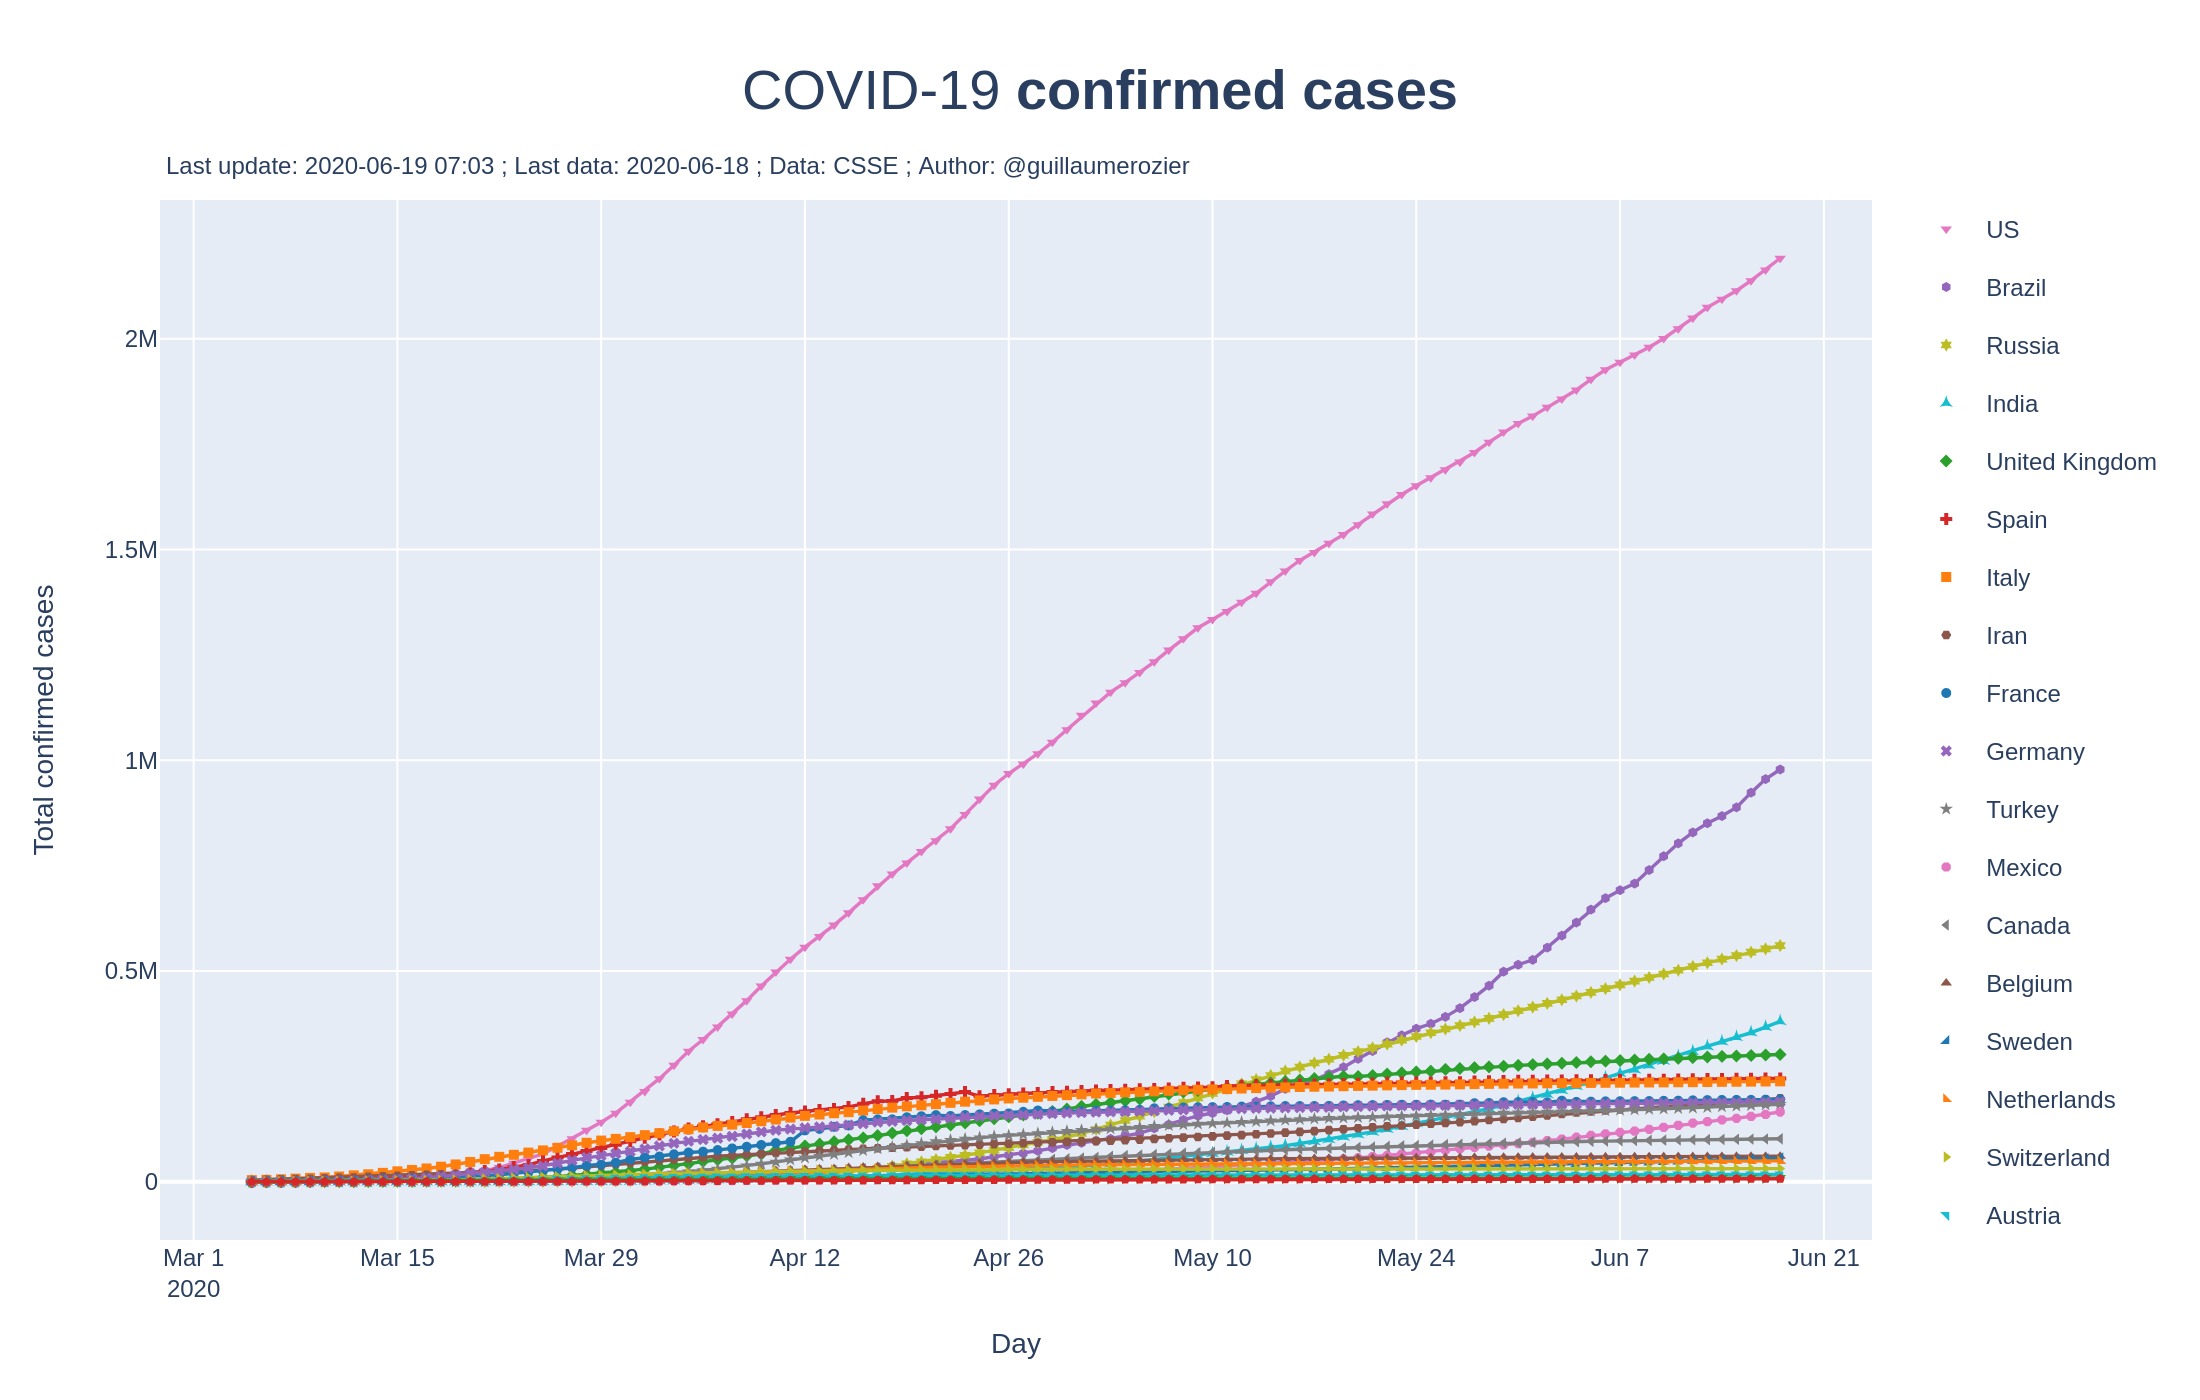 COVID-19 confirmed cases
Last update: 2020-06-19 07:03 ; Last data: 2020-06-18 ; Data: CSSE ; Author: @guillaumerozier
Total confirmed cases
2M
1.5M
1M
0.5M
0
Mar 1
2020
Mar 15
Mar 29
Apr 12
Apr 26
May 10
May 24
Jun 7
Jun 21
Day
US
Brazil
Russia
India
United Kingdom
Spain
Italy
Iran
France
Germany
Turkey
Mexico
Canada
Belgium
Sweden
Netherlands
Switzerland
Austria